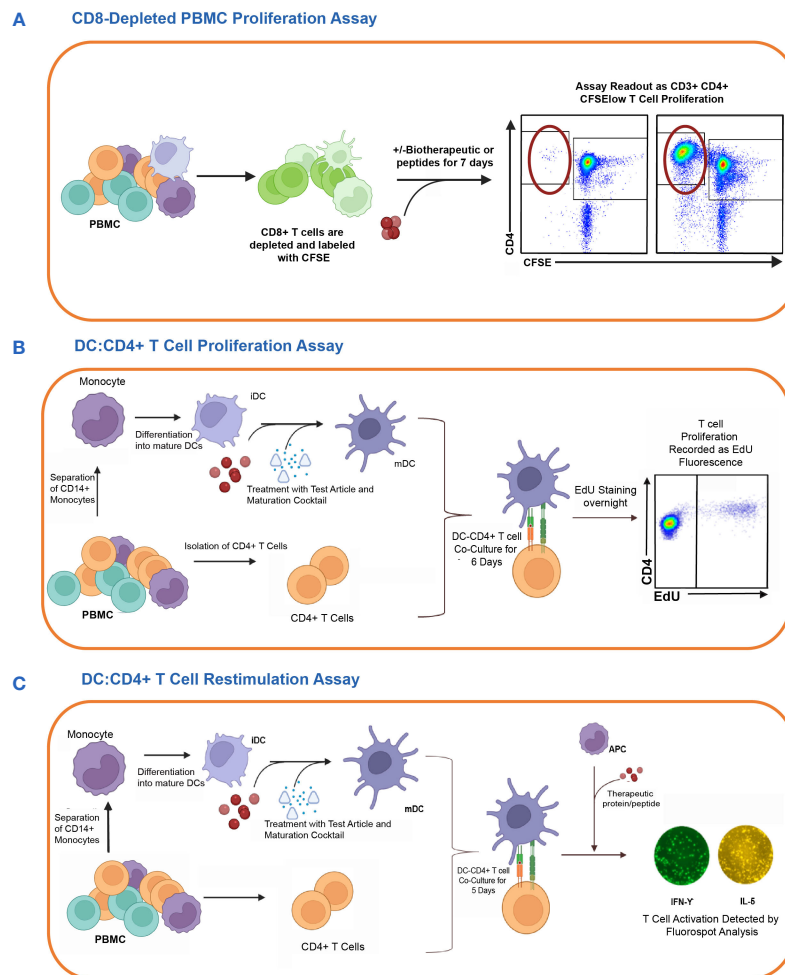 A
CD8-Depleted PBMC Proliferation Assay
Assay Readout as CD3+ CD4+
CFSElow T Cell Proliferation
+/-Biotherapeutic or
peptides for 7 days
PBMC
CD8+ T cells are
depleted and labeled
with CFSE
CD4
CFSE
B
DC:CD4+ T Cell Proliferation Assay
Monocyte
iDC
Differentiation
into mature DCs
mDC
Treatment with Test Article and
Maturation Cocktail
Separation
of CD14+
Monocytes
Isolation of CD4+ T Cells
PBMC
CD4+ T Cells
DC-CD4+ T cell
Co-Culture for
6 Days
EdU Staining
overnight
T cell
Proliferation
Recorded as EdU
Fluorescence
CD4
EdU
C
DC:CD4+ T Cell Restimulation Assay
Monocyte
iDC
Differentiation
into mature DCs
mDC
Treatment with Test Article and
Maturation Cocktail
Separation
of CD14+
Monocytes
PBMC
CD4+ T Cells
DC-CD4+ T cell
Co-Culture for
5 Days
APC
Therapeutic
protein/peptide
IFN-Y
IL-5
T Cell Activation Detected by
Fluorospot Analysis